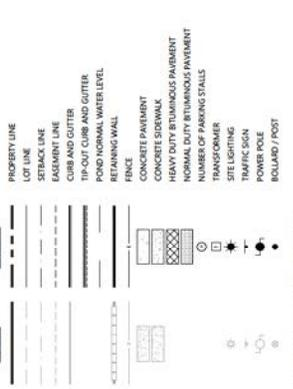 PROPERTY LINE
LOT LINE
SETBACK LINE
EASEMENT LINE
CURB AND GUTTER
TIP-OUT CURB AND GUTTER
POND NORMAL WATER LEVEL
RETAINING WALL
FENCE
CONCRETE PAVEMENT
CONCRETE SIDEWALK
HEAVY DUTY BITUMINOUS PAVEMENT
NORMAL DUTY BITUMINOUS PAVEMENT
NUMBER OF PARKING STALLS
TRANSFORMER
SITE LIGHTING
TRAFFIC SIGN
POWER POLE
BOLLARD / POST